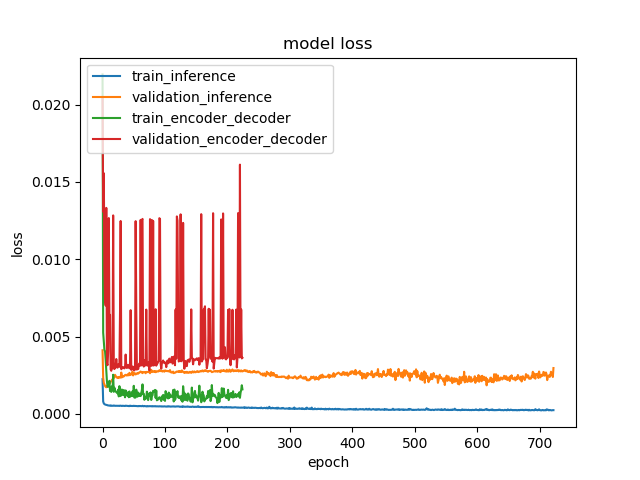 model loss
train_inference
validation_inference
train_encoder_decoder
validation_encoder_decoder
loss
0.020
0.015
0.010
0.005
0.000
0 100 200 300 400 500 600 700
epoch